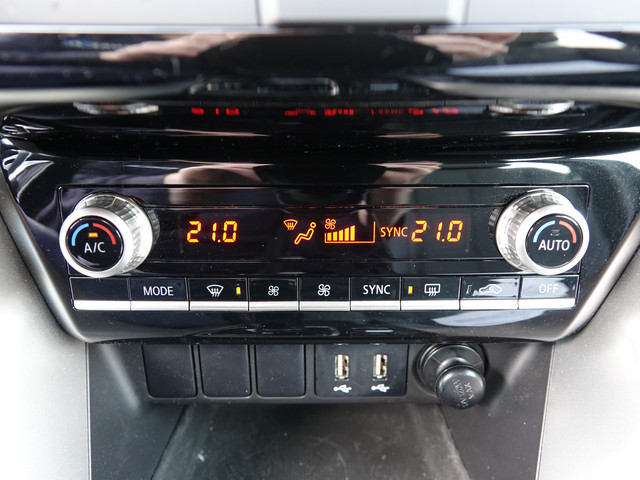 21.0 SYNC 21.0
A/C AUTO
MODE SYNC OFF